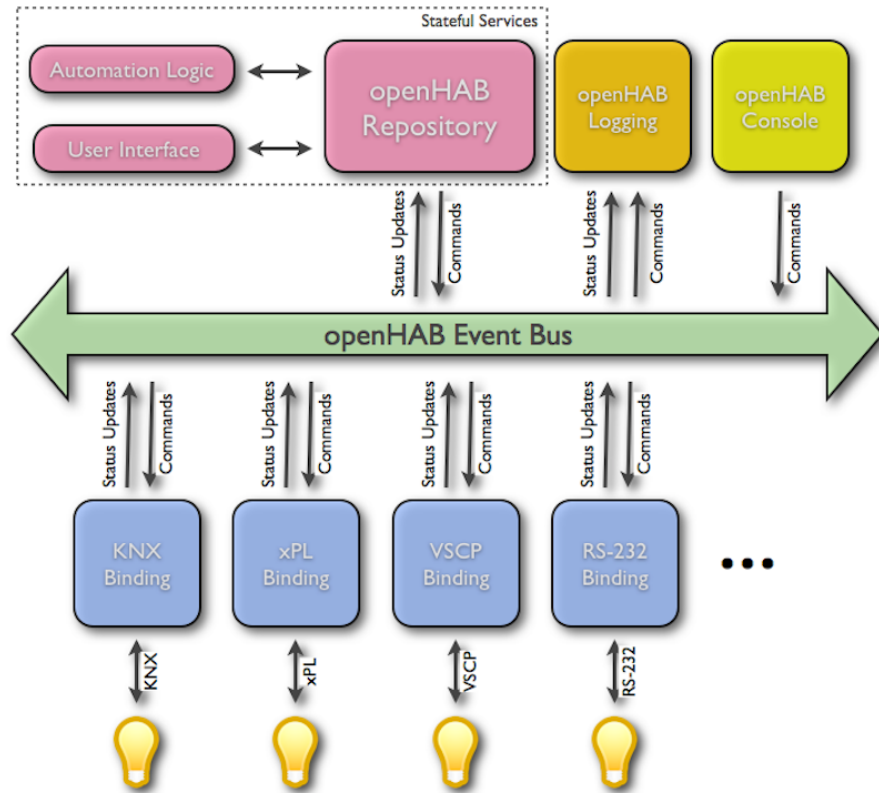 Stateful Services
Automation Logic
User Interface
openHAB
Repository
openHAB
Logging
openHAB
Console
Status Updates
Commands
Status Updates
Commands
Commands
openHAB Event Bus
Status Updates
Commands
Status Updates
Commands
Status Updates
Commands
Status Updates
Commands
KNX
Binding
xPL
Binding
VSCP
Binding
RS-232
Binding
...
KNX
xPL
VSCP
RS-232